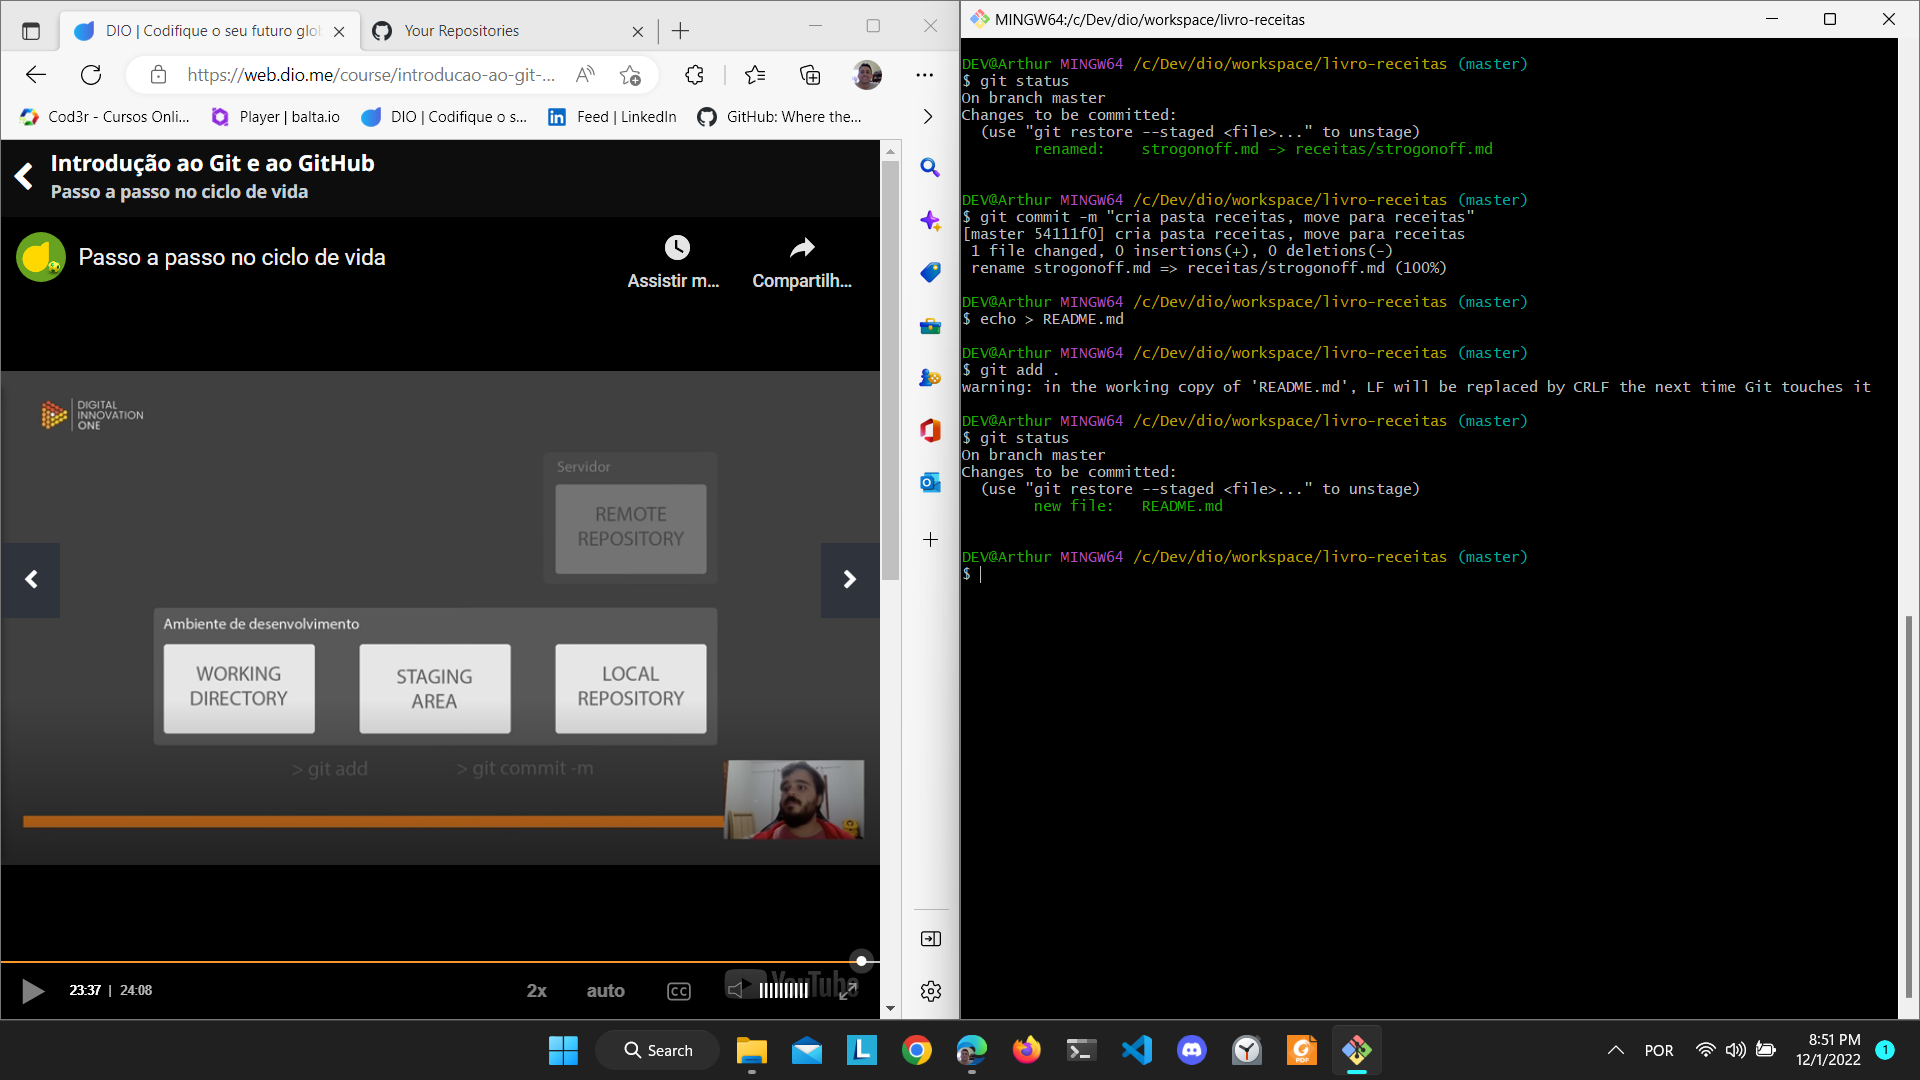 DIO | Codifique o seu futuro glob
Your Repositories
https://web.dio.me/course/introducao-ao-git-...
Cod3r - Cursos Onli...
Player | balta.io
DIO | Codifique o s...
Feed | LinkedIn
GitHub: Where the...
Introdução ao Git e ao GitHub
Passo a passo no ciclo de vida
Passo a passo no ciclo de vida
Assistir m...
Compartilh...
DIGITAL
INNOVATION
ONE
Servidor
REMOTE
REPOSITORY
Ambiente de desenvolvimento
WORKING
DIRECTORY
STAGING
AREA
LOCAL
REPOSITORY
> git add
> git commit -m
23:37 | 24:08
2x
auto
CC
YouTube
MINGW64:/c/Dev/dio/workspace/livro-receitas
DEV@Arthur MINGW64 /c/Dev/dio/workspace/livro-receitas (master)
$ git status
On branch master
Changes to be committed:
  (use "git restore --staged <file>..." to unstage)
        renamed:    strogonoff.md -> receitas/strogonoff.md
DEV@Arthur MINGW64 /c/Dev/dio/workspace/livro-receitas (master)
$ git commit -m "cria pasta receitas, move para receitas"
[master 54111f0] cria pasta receitas, move para receitas
 1 file changed, 0 insertions(+), 0 deletions(-)
 rename strogonoff.md => receitas/strogonoff.md (100%)
DEV@Arthur MINGW64 /c/Dev/dio/workspace/livro-receitas (master)
$ echo > README.md
DEV@Arthur MINGW64 /c/Dev/dio/workspace/livro-receitas (master)
$ git add .
warning: in the working copy of 'README.md', LF will be replaced by CRLF the next time Git touches it
DEV@Arthur MINGW64 /c/Dev/dio/workspace/livro-receitas (master)
$ git status
On branch master
Changes to be committed:
  (use "git restore --staged <file>..." to unstage)
        new file:   README.md
DEV@Arthur MINGW64 /c/Dev/dio/workspace/livro-receitas (master)
$
Search
POR
8:51 PM
12/1/2022
1